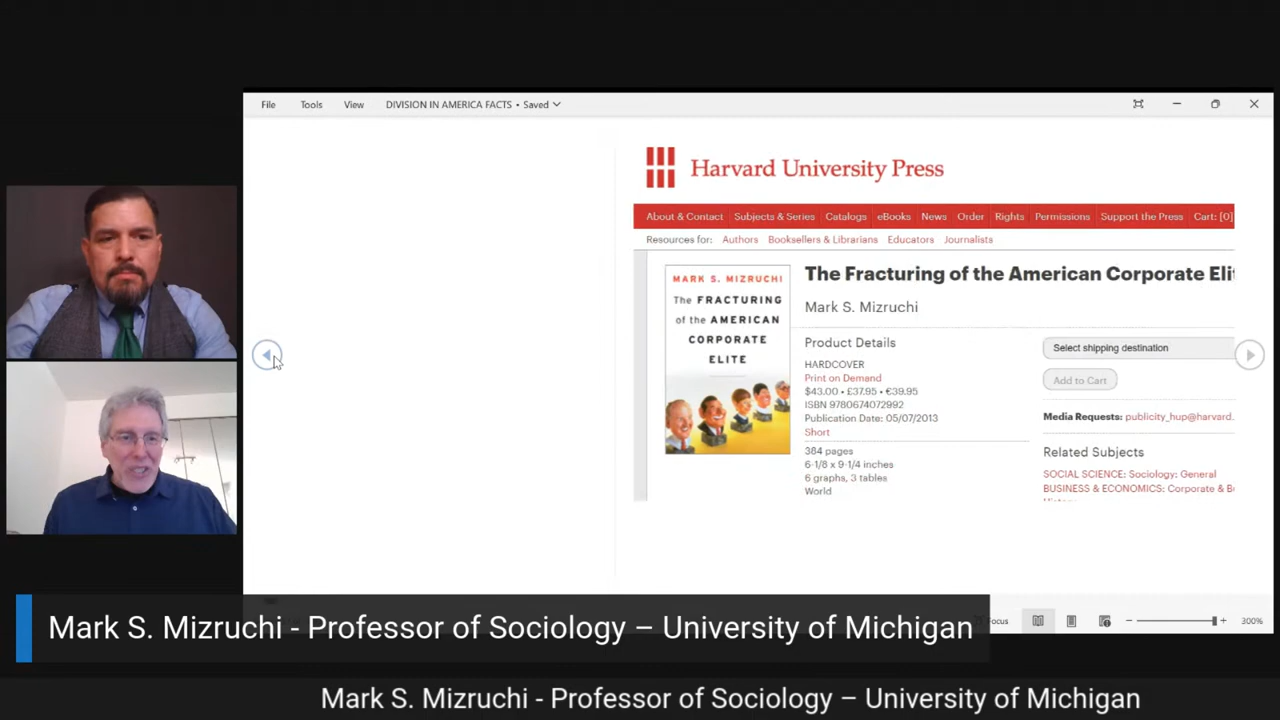 File Tools View DIVISION IN AMERICA FACTS • Saved
Harvard University Press
About & Contact Subjects & Series Catalogs eBooks News Order Rights Permissions Support the Press Cart: [0]
Resources for: Authors Booksellers & Librarians Educators Journalists
MARK S. MIZRUCHI
The FRACTURING
of the AMERICAN
CORPORATE
ELITE
The Fracturing of the American Corporate Eli
Mark S. Mizruchi
Product Details
HARDCOVER
Print on Demand
$43.00 • £37.95 • €39.95
ISBN 9780674072992
Publication Date: 05/07/2013
Short
384 pages
6-1/8 x 9-1/4 inches
6 graphs, 3 tables
World
Select shipping destination
Add to Cart
Media Requests: publicity_hup@harvard.
Related Subjects
SOCIAL SCIENCE: Sociology: General
BUSINESS & ECONOMICS: Corporate & B
Focus
300%
Mark S. Mizruchi - Professor of Sociology – University of Michigan
Mark S. Mizruchi - Professor of Sociology – University of Michigan